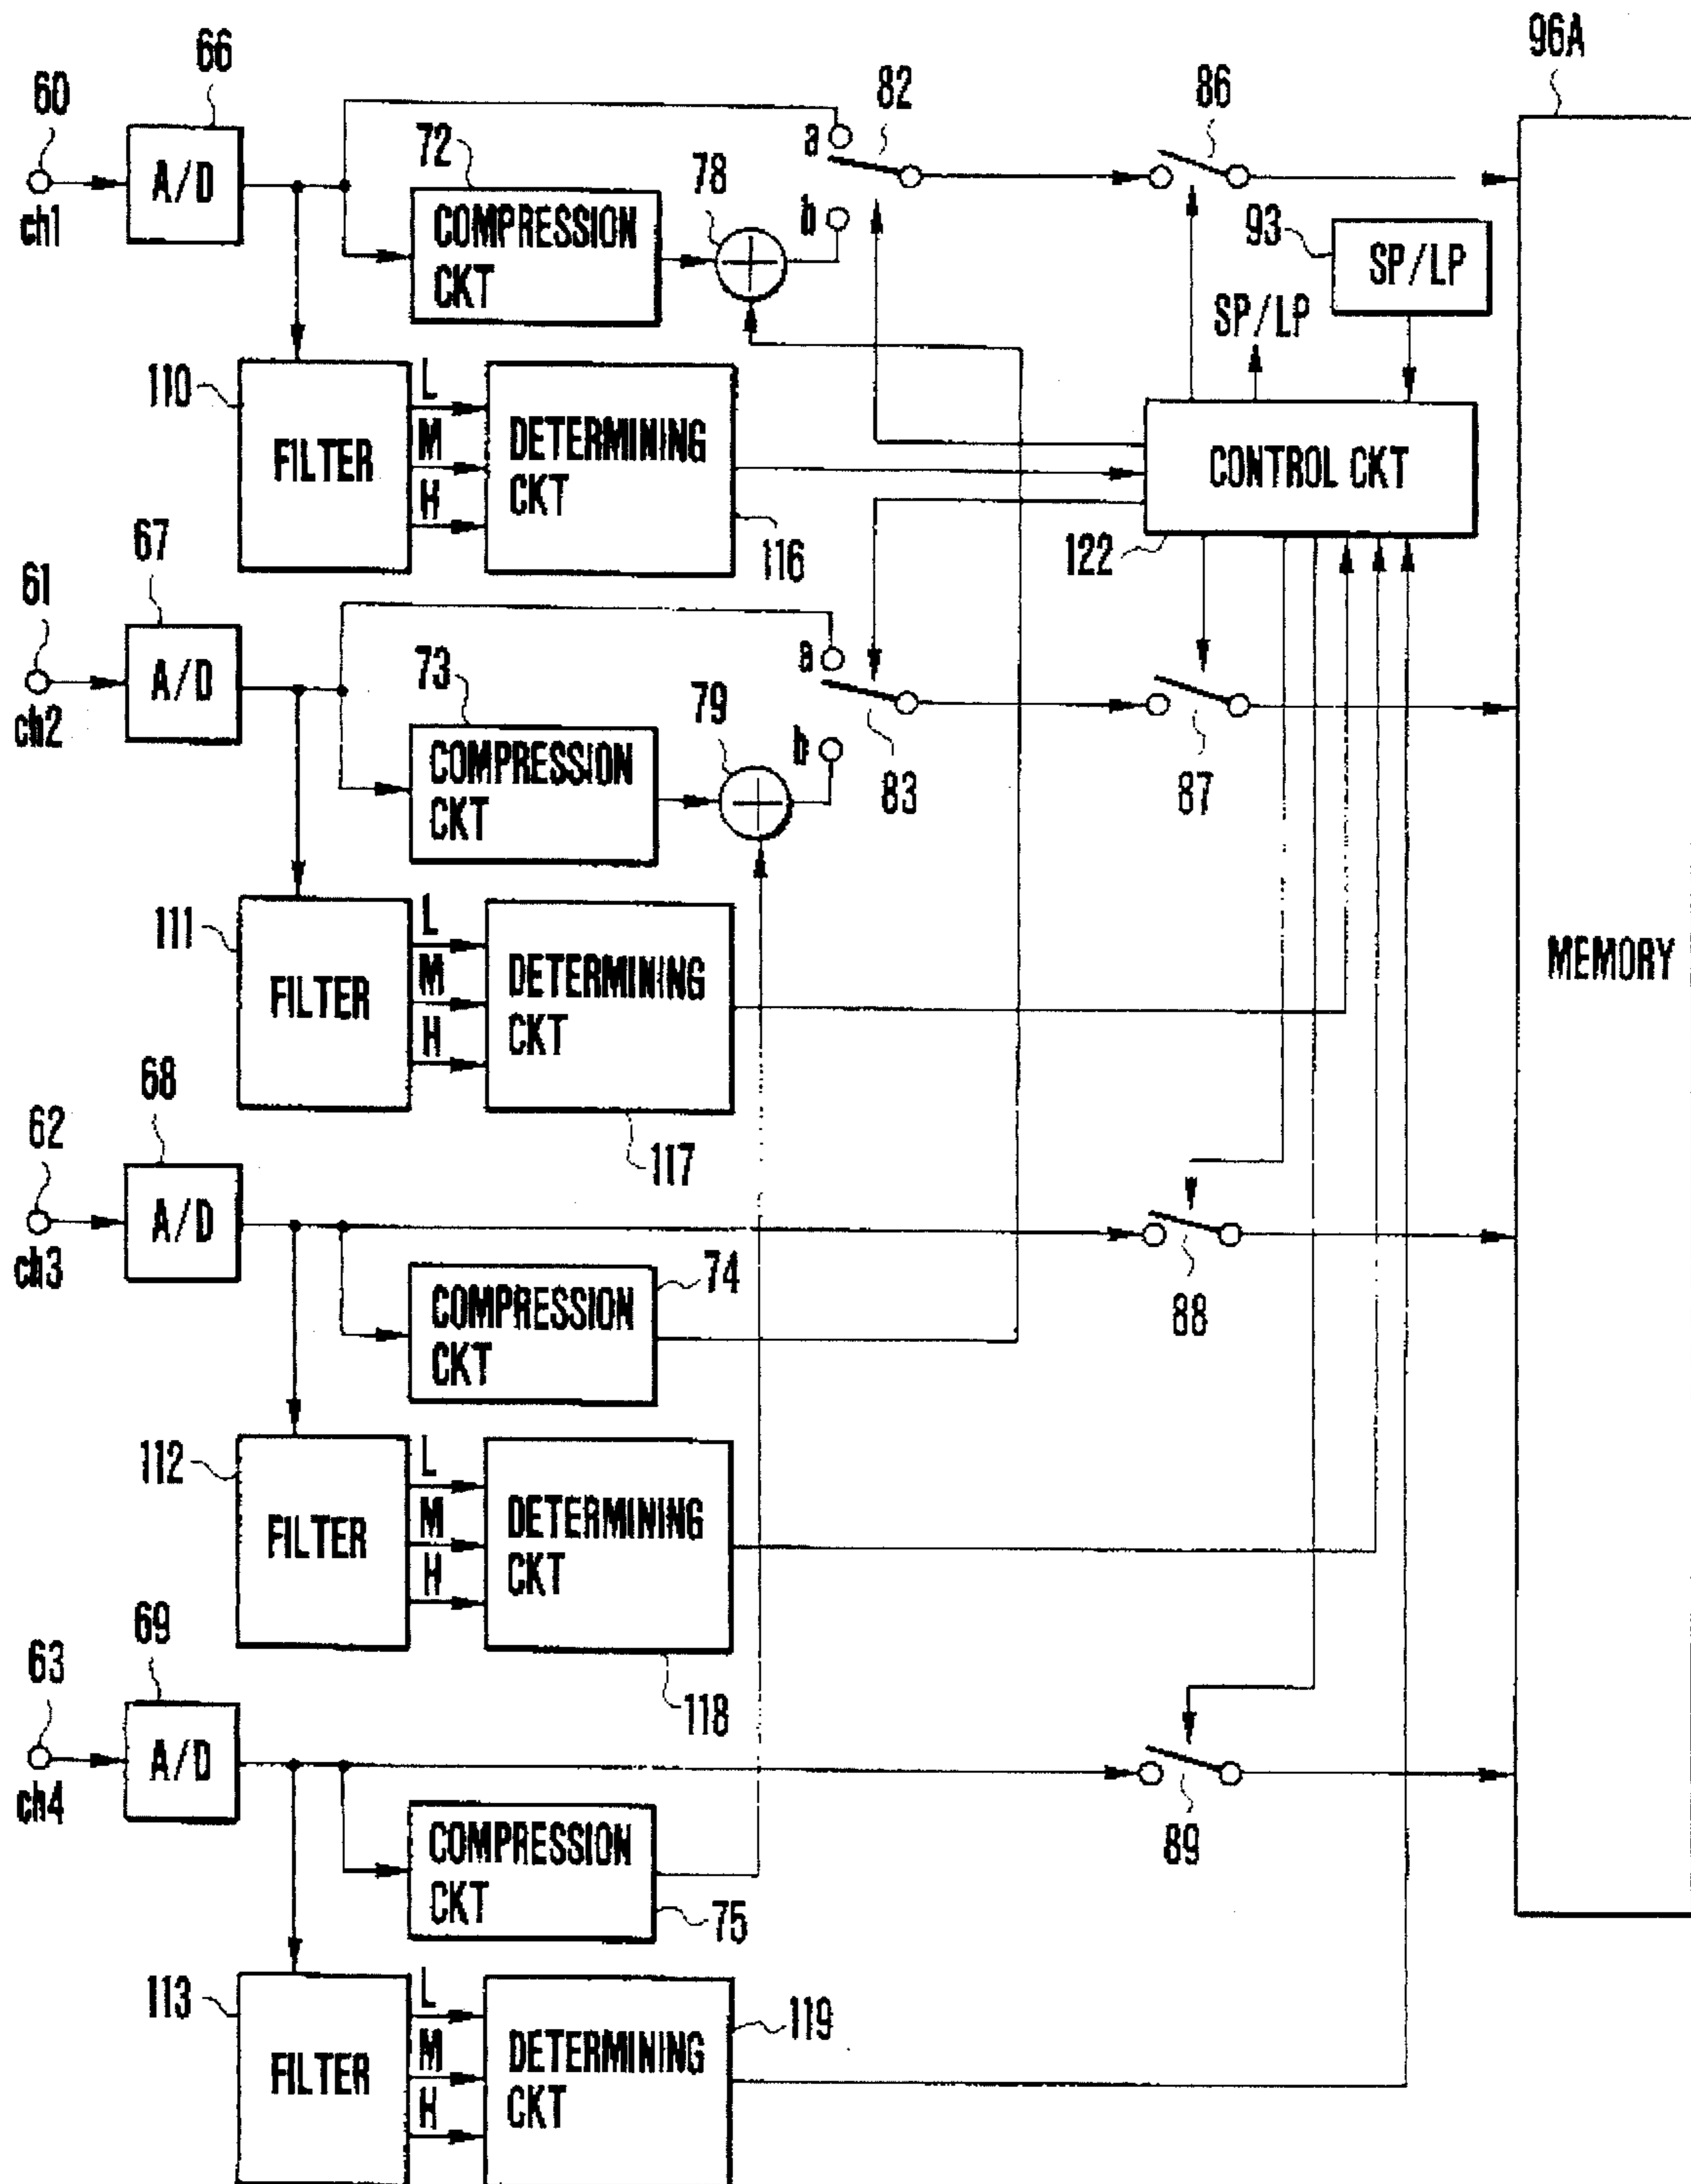 96A
66
60
82
86
72
78
a
A/D
ch1
COMPRESSION
CKT
b
93
SP/LP
SP/LP
110
L
M
H
FILTER
DETERMINING
CKT
CONTROL CKT
116
122
67
61
A/D
ch2
73
79
a
b
COMPRESSION
CKT
83
87
111
L
M
H
FILTER
DETERMINING
CKT
MEMORY
68
62
117
A/D
ch3
74
COMPRESSION
CKT
88
112
L
M
H
FILTER
DETERMINING
CKT
69
63
118
A/D
ch4
COMPRESSION
CKT
89
75
113
L
M
H
119
FILTER
DETERMINING
CKT